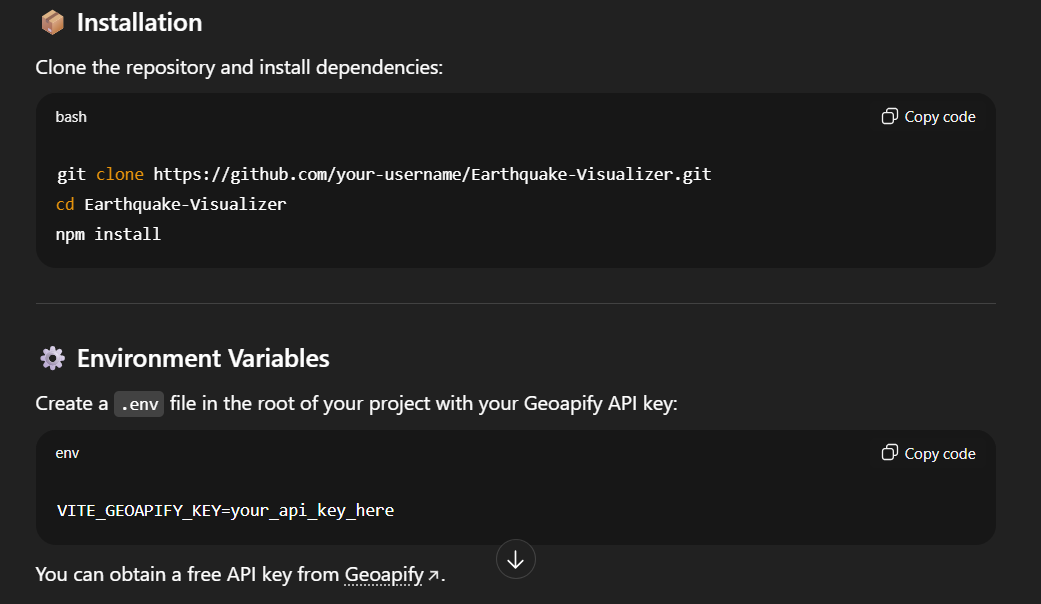 📦 Installation
Clone the repository and install dependencies:
bash
Copy code
git clone https://github.com/your-username/Earthquake-Visualizer.git
cd Earthquake-Visualizer
npm install
⚙️ Environment Variables
Create a .env file in the root of your project with your Geoapify API key:
env
Copy code
VITE_GEOAPIFY_KEY=your_api_key_here
You can obtain a free API key from Geoapify↗.